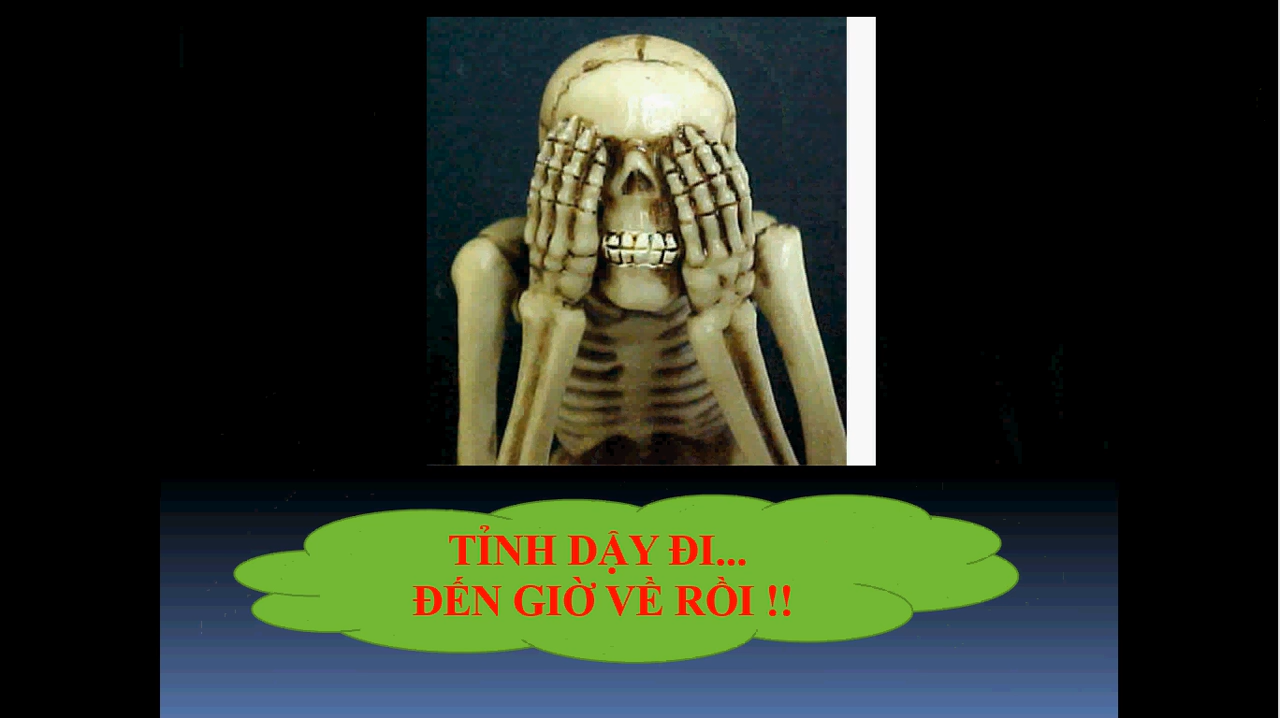 TỈNH DẬY ĐI...
ĐẾN GIỜ VỀ RỒI !!